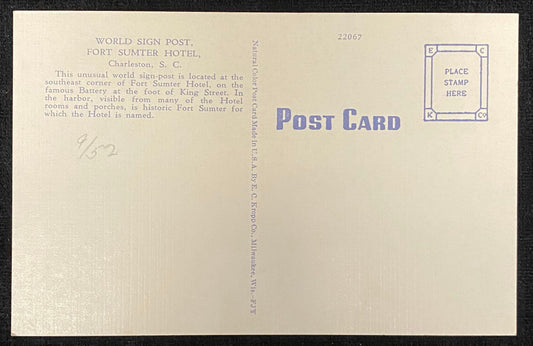 WORLD SIGN POST,
FORT SUMTER HOTEL,
Charleston, S. C.
This unusual world sign-post is located at the
southeast corner of Fort Sumter Hotel, on the
famous Battery at the foot of King Street. In
the harbor, visible from many of the Hotel
rooms and porches, is historic Fort Sumter for
which the Hotel is named.
9/52
Natural Color Post Card Made in U.S.A. By E. C. Kropp Co., Milwaukee, Wis.
22067
POST CARD
E C
PLACE
STAMP
HERE
K Co